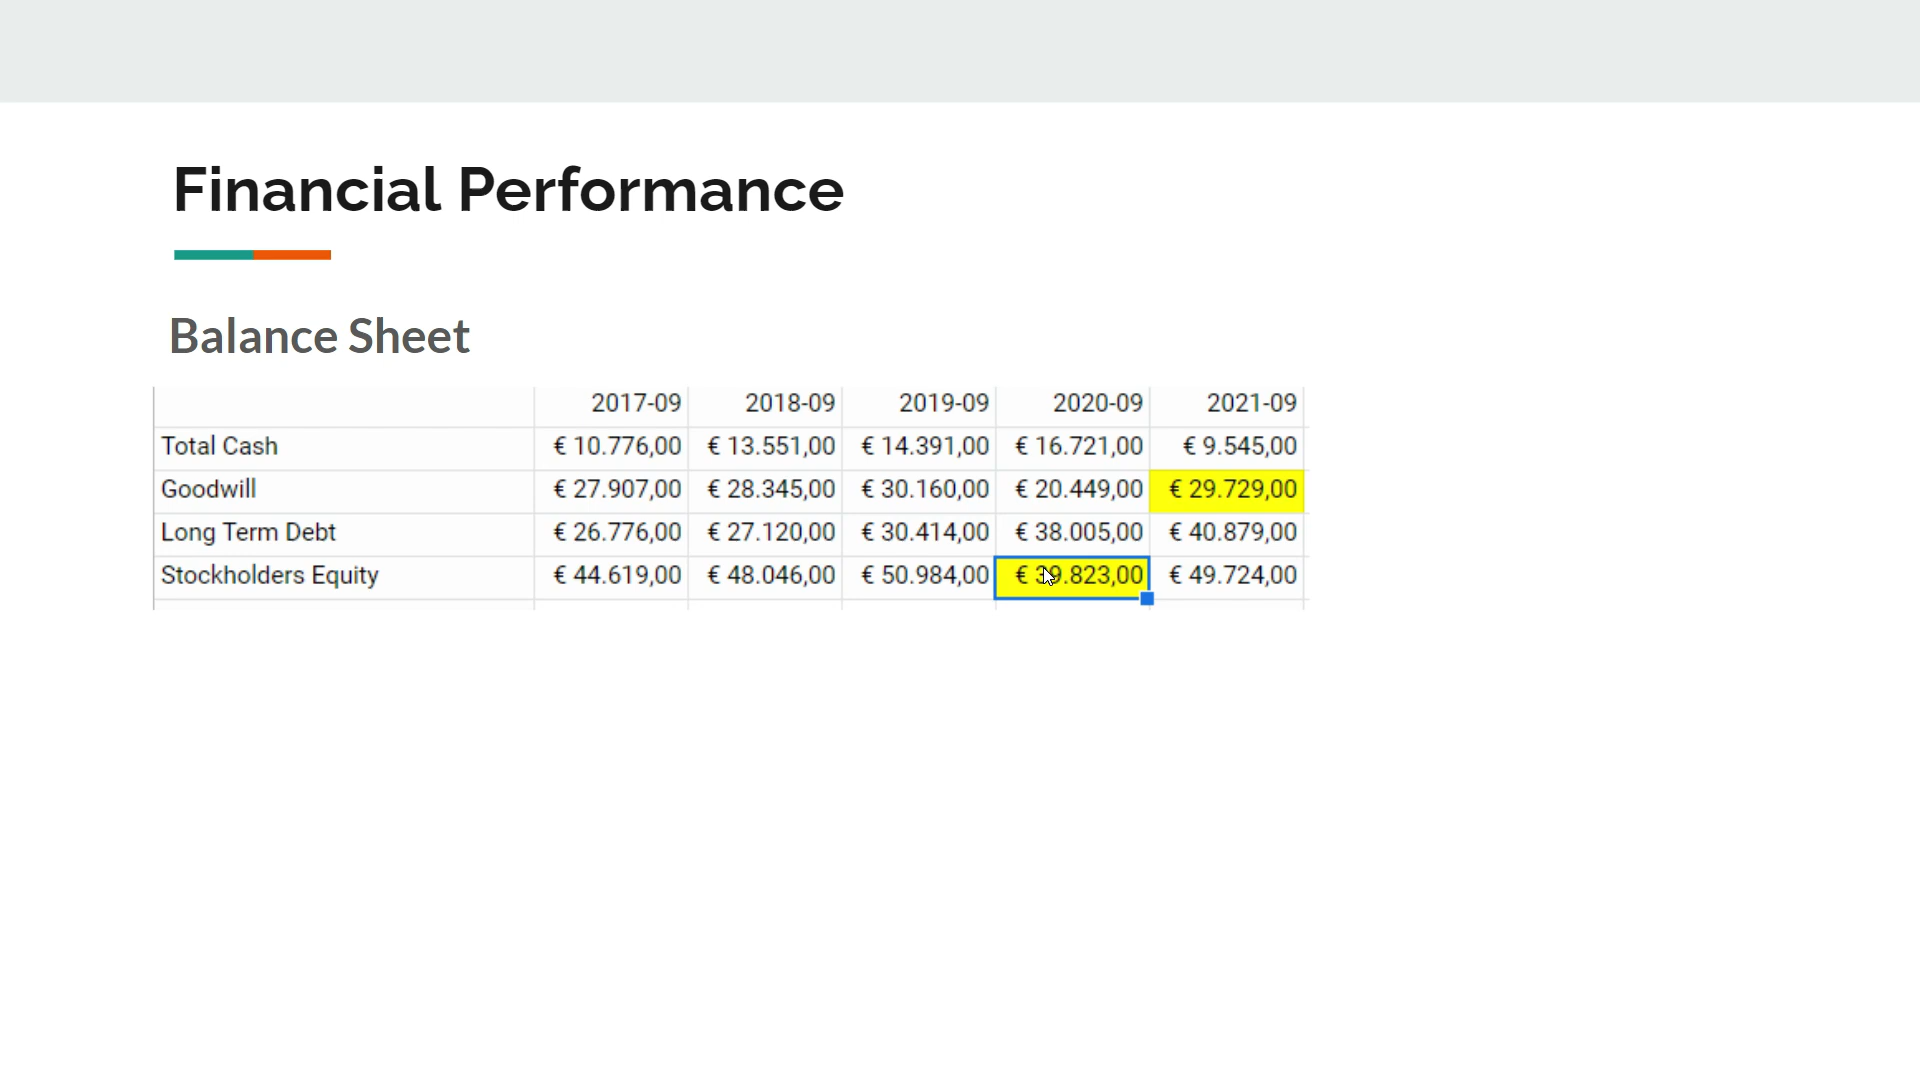 Financial Performance
Balance Sheet
2017-09 2018-09 2019-09 2020-09 2021-09
Total Cash € 10.776,00 € 13.551,00 € 14.391,00 € 16.721,00 € 9.545,00
Goodwill € 27.907,00 € 28.345,00 € 30.160,00 € 20.449,00 € 29.729,00
Long Term Debt € 26.776,00 € 27.120,00 € 30.414,00 € 38.005,00 € 40.879,00
Stockholders Equity € 44.619,00 € 48.046,00 € 50.984,00 € 39.823,00 € 49.724,00